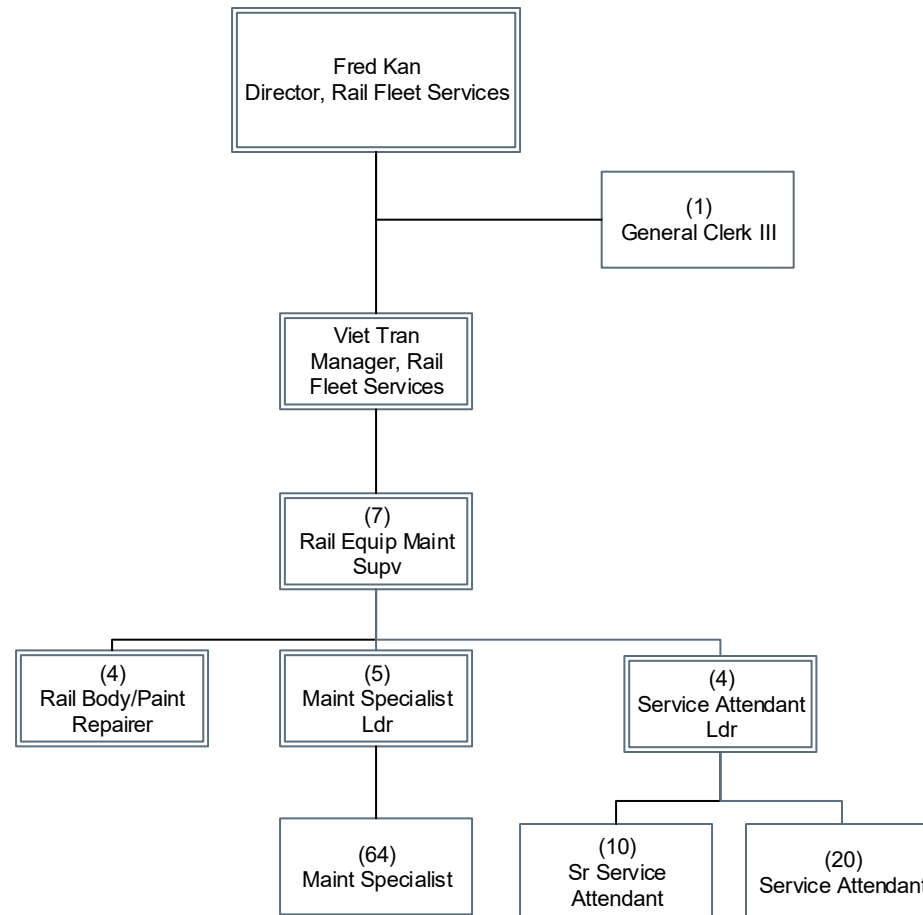 Fred Kan
Director, Rail Fleet Services
(1)
General Clerk III
Viet Tran
Manager, Rail
Fleet Services
(7)
Rail Equip Maint
Supv
(4)
Rail Body/Paint
Repairer
(5)
Maint Specialist
Ldr
(4)
Service Attendant
Ldr
(64)
Maint Specialist
(10)
Sr Service
Attendant
(20)
Service Attendant